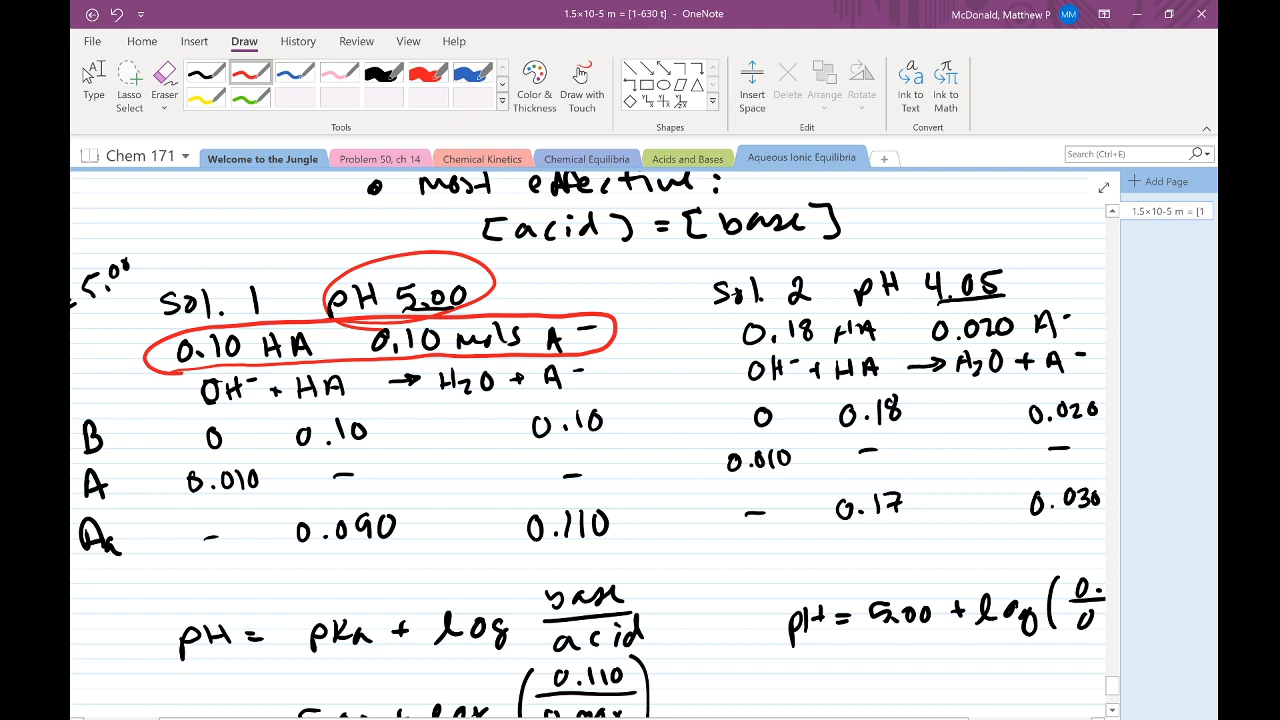 1.5×10-5 m = [1-630 t] - OneNote
McDonald, Matthew P MM
File Home Insert Draw History Review View Help
Type Lasso Select Eraser Color & Thickness Draw with Touch Insert Space Delete Arrange Rotate Ink to Text Ink to Math
Tools Shapes Edit Convert
Chem 171 Welcome to the Jungle Problem 50, ch 14 Chemical Kinetics Chemical Equilibria Acids and Bases Aqueous Ionic Equilibria Search (Ctrl+E)
Add Page
1.5×10-5 m = [1
• most effective:
[acid] = [base]
= 5.00
Sol. 1 pH 5.00
0.10 HA 0.10 mols A⁻
OH⁻ + HA → H₂O + A⁻
B 0 0.10 0.10
A 0.010 – –
Aa – 0.090 0.110
pH = pKa + log base/acid
0.110
Sol. 2 pH 4.05
0.18 HA 0.020 A⁻
OH⁻ + HA → H₂O + A⁻
0 0.18 0.020
0.010 – –
– 0.17 0.030
pH = 5.00 + log (0./0